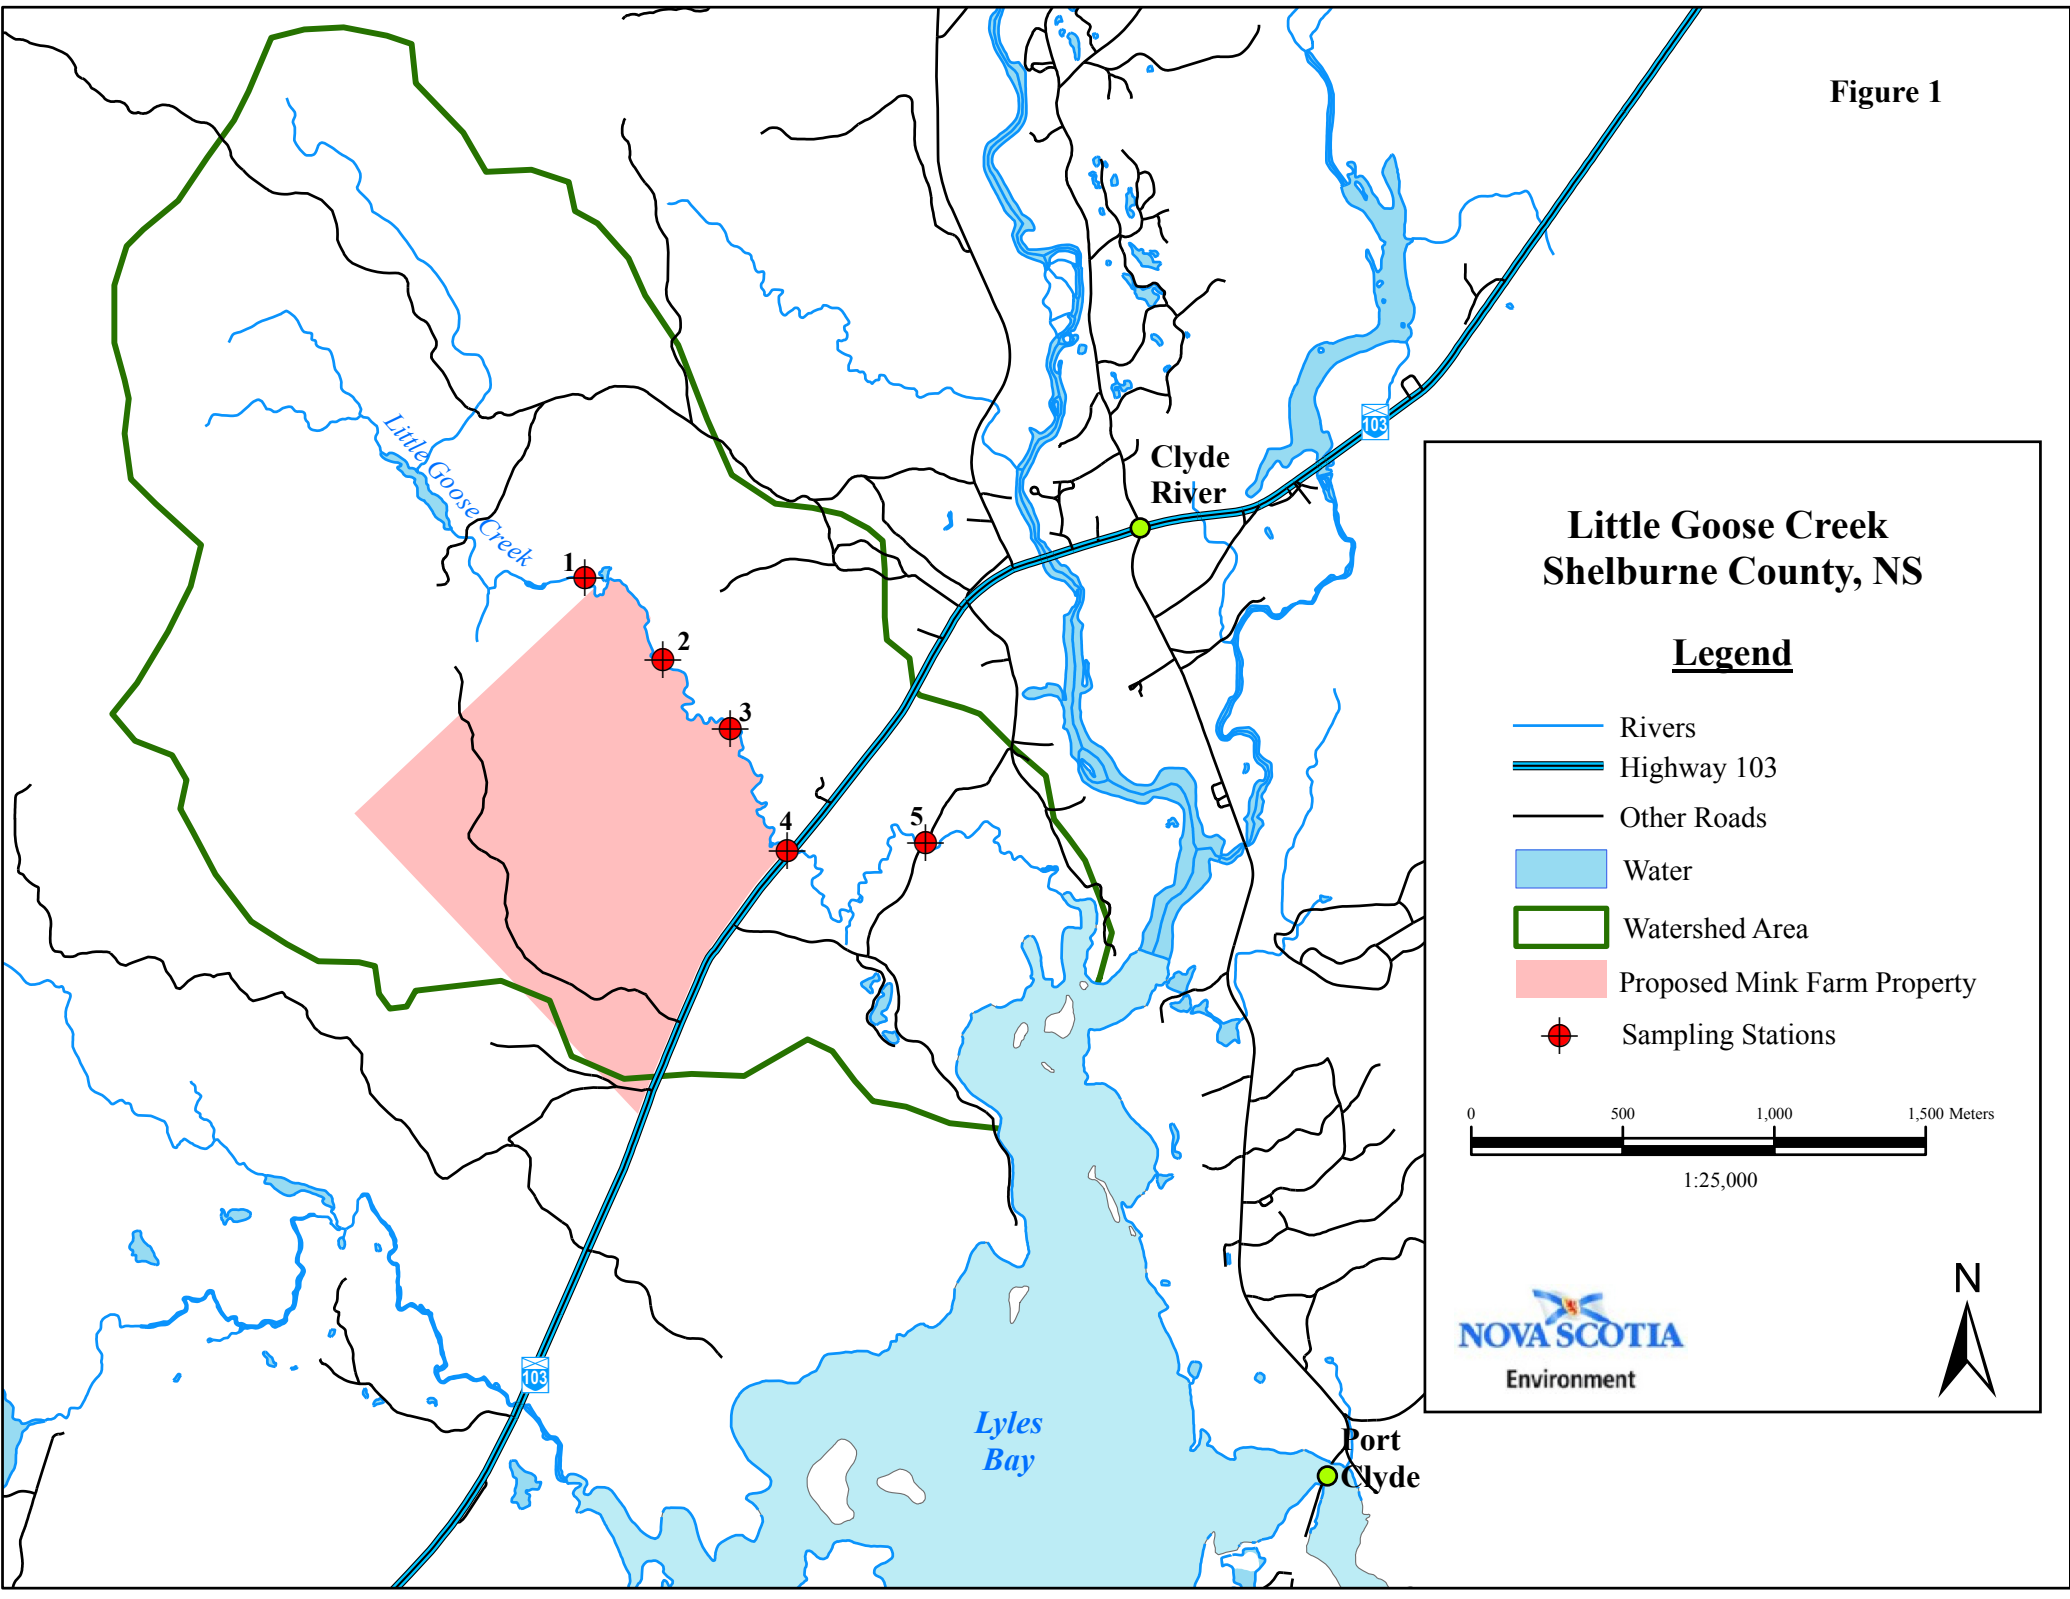 Figure 1
103
Clyde
River
Little Goose Creek
1
2
3
4
5
Little Goose Creek
Shelburne County, NS
Legend
Rivers
Highway 103
Other Roads
Water
Watershed Area
Proposed Mink Farm Property
Sampling Stations
0 500 1,000 1,500 Meters
1:25,000
N
NOVA SCOTIA
Environment
103
Lyles
Bay
Port
Clyde